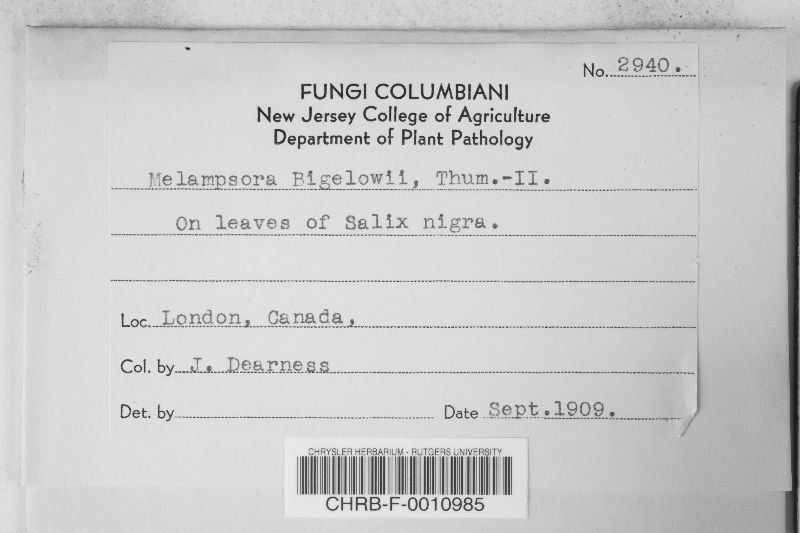 No. 2940.
FUNGI COLUMBIANI
New Jersey College of Agriculture
Department of Plant Pathology
Melampsora Bigelowii, Thum.-II.
On leaves of Salix nigra.
Loc. London, Canada,
Col. by J. Dearness
Det. by Date Sept.1909.
CHRYSLER HERBARIUM - RUTGERS UNIVERSITY
CHRB-F-0010985